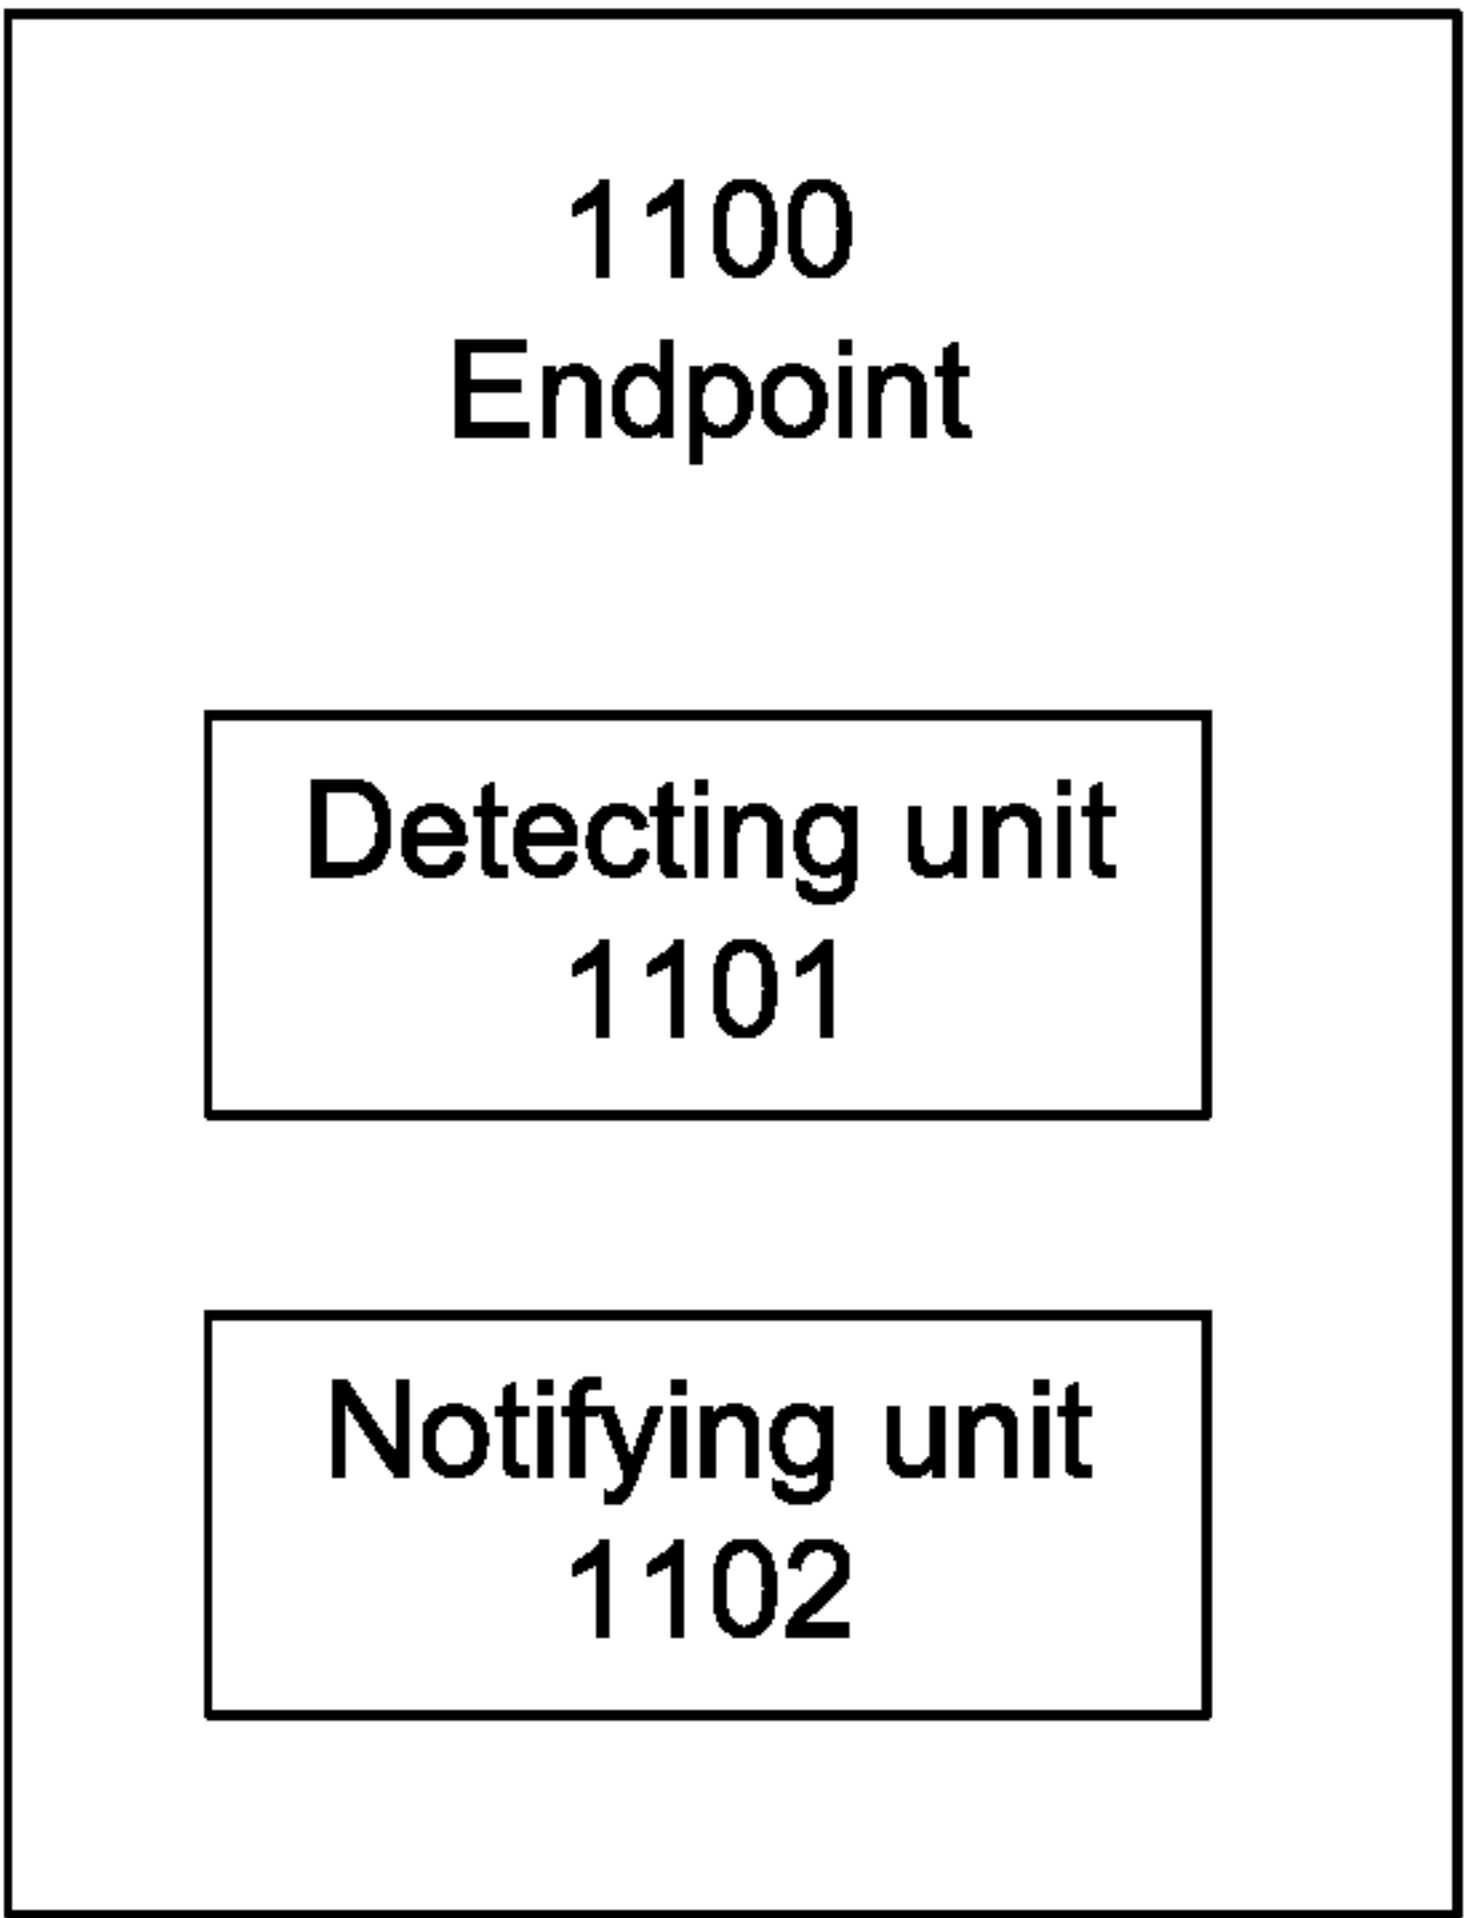 1100
Endpoint
Detecting unit
1101
Notifying unit
1102